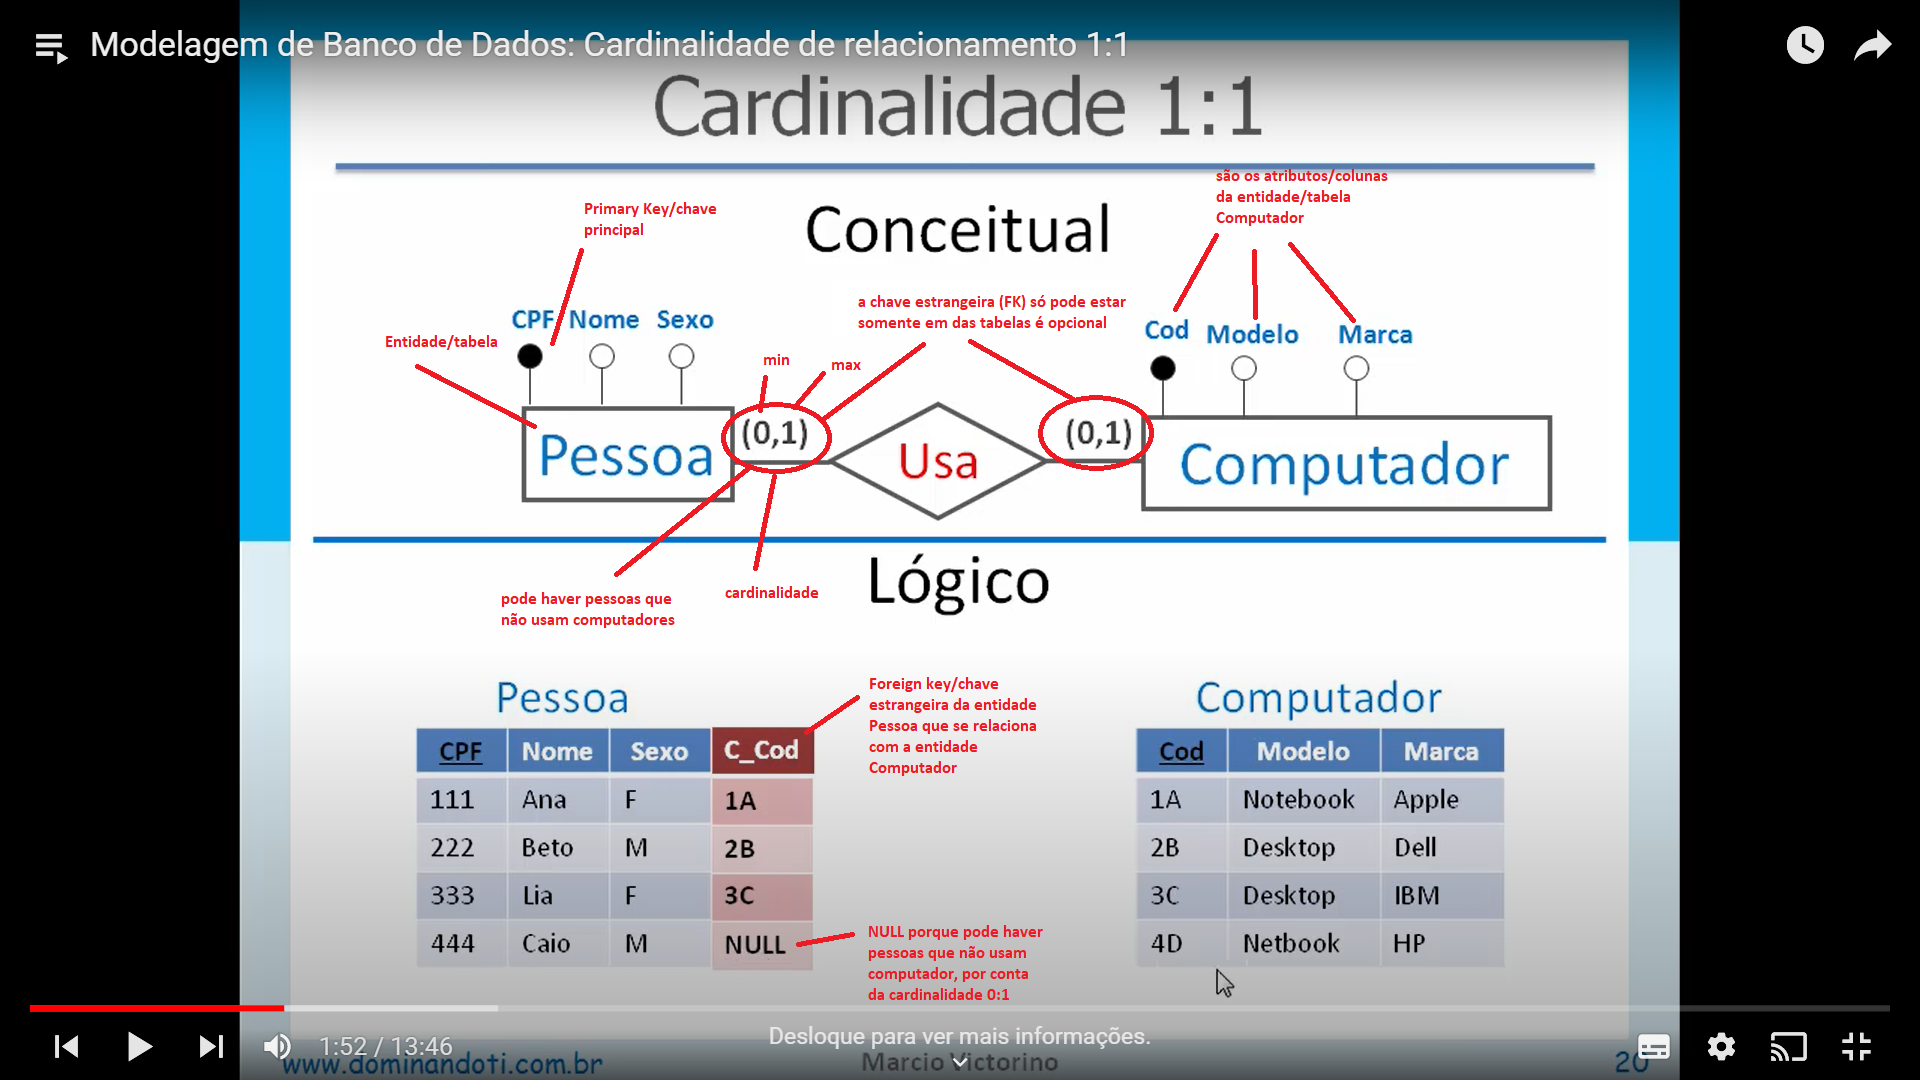 Modelagem de Banco de Dados: Cardinalidade de relacionamento 1:1
Cardinalidade 1:1
são os atributos/colunas
da entidade/tabela
Computador
Primary Key/chave
principal
Conceitual
a chave estrangeira (FK) só pode estar
somente em das tabelas é opcional
CPF Nome Sexo
Cod Modelo Marca
Entidade/tabela
min
max
(0,1)
(0,1)
Pessoa
Usa
Computador
pode haver pessoas que
não usam computadores
cardinalidade
Lógico
Pessoa
Foreign key/chave
estrangeira da entidade
Pessoa que se relaciona
com a entidade
Computador
CPF Nome Sexo C_Cod
111 Ana F 1A
222 Beto M 2B
333 Lia F 3C
444 Caio M NULL
NULL porque pode haver
pessoas que não usam
computador, por conta
da cardinalidade 0:1
Computador
Cod Modelo Marca
1A Notebook Apple
2B Desktop Dell
3C Desktop IBM
4D Netbook HP
1:52 / 13:46
Desloque para ver mais informações.
www.dominandoti.com.br
Marcio Victorino
20